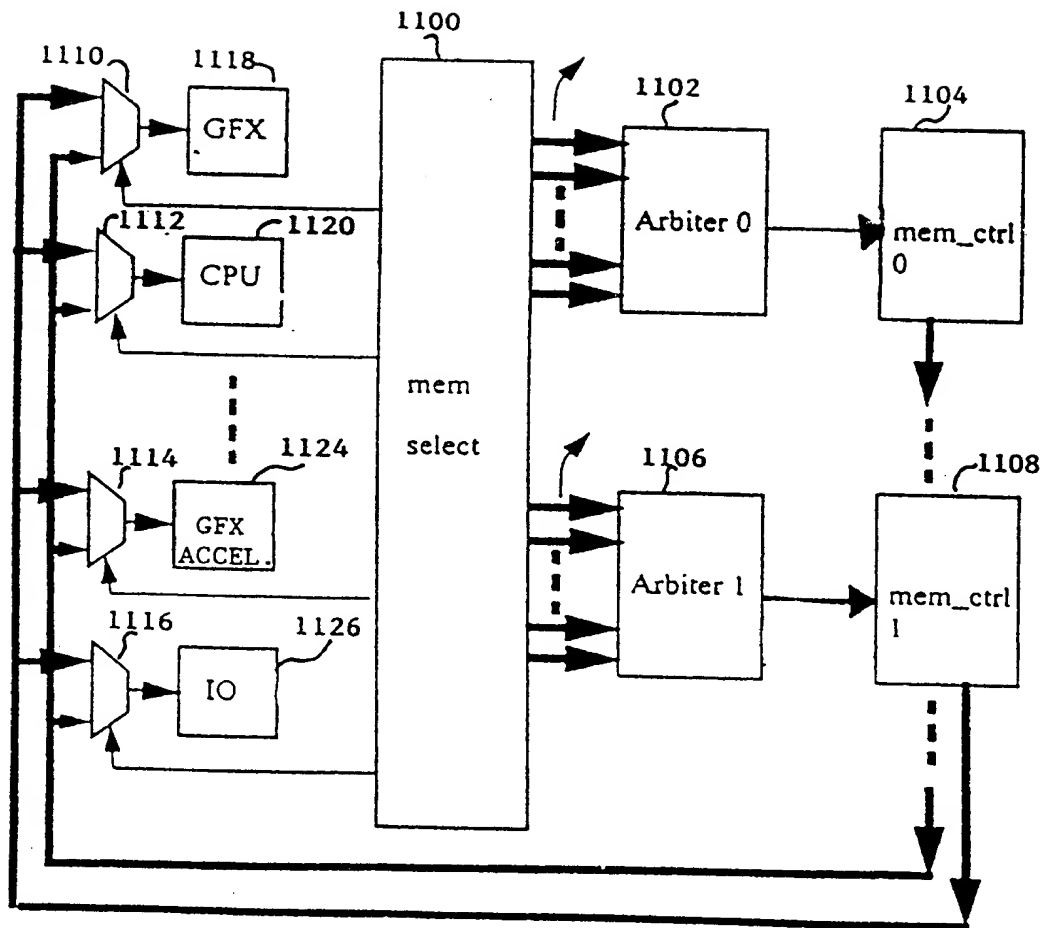 1100
1110
1118
GFX
1102
1104
Arbiter 0
mem_ctrl
0
1112
1120
CPU
mem
select
1114
1124
GFX
ACCEL.
1106
1108
Arbiter 1
mem_ctrl
1
1116
1126
IO